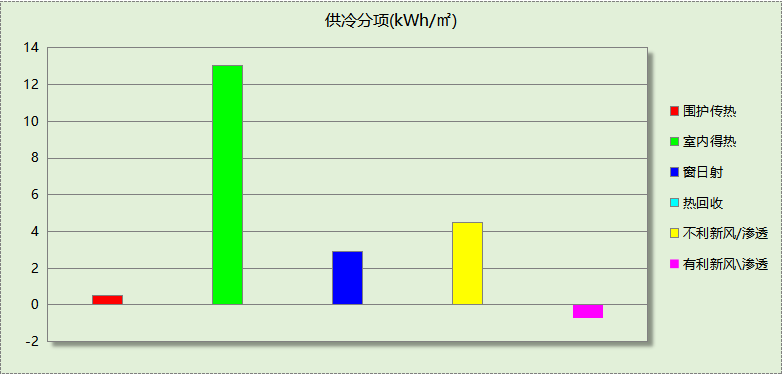 供冷分项(kWh/㎡)
14
12
10
8
6
4
2
0
-2
围护传热
室内得热
窗日射
热回收
不利新风/渗透
有利新风\渗透